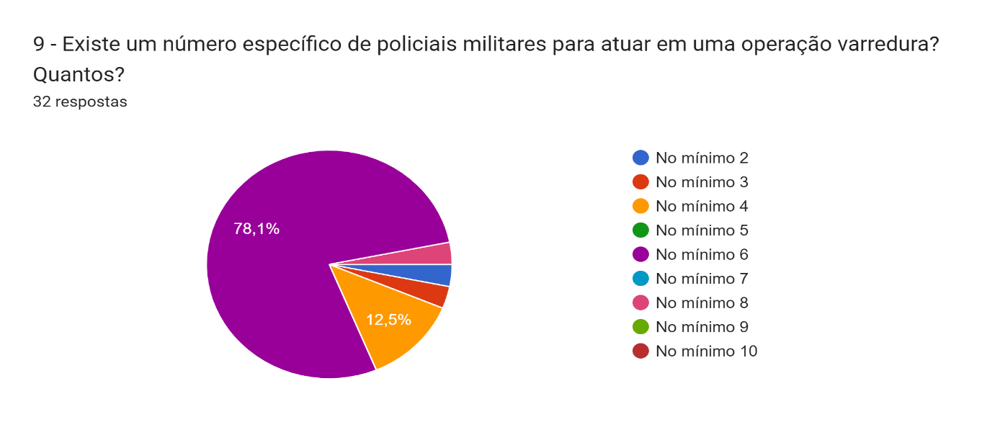 9 - Existe um número específico de policiais militares para atuar em uma operação varredura?
Quantos?
32 respostas
78,1%
12,5%
No mínimo 2
No mínimo 3
No mínimo 4
No mínimo 5
No mínimo 6
No mínimo 7
No mínimo 8
No mínimo 9
No mínimo 10